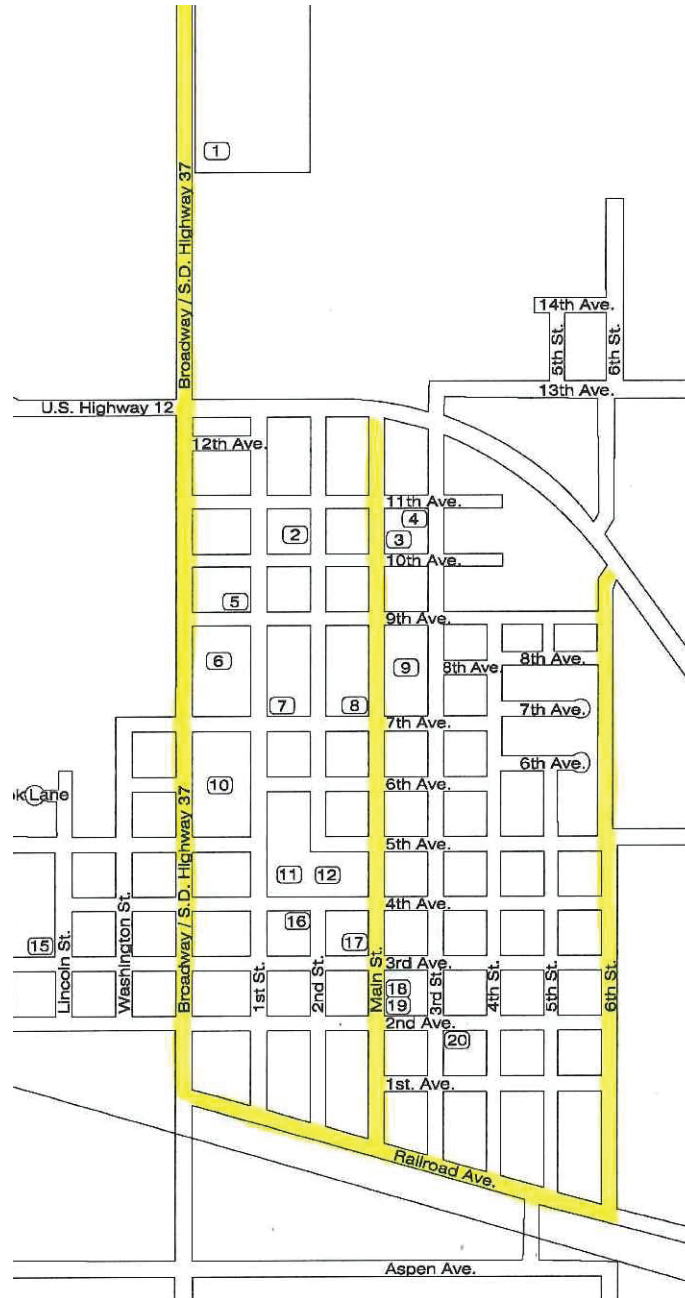 1
Broadway / S.D. Highway 37
14th Ave.
5th St.
6th St.
13th Ave.
U.S. Highway 12
12th Ave.
11th Ave.
4
2
3
10th Ave.
5
9th Ave.
6
9
8th Ave.
8th Ave.
7
8
7th Ave.
7th Ave.
6th Ave.
10
6th Ave.
k Lane
5th Ave.
11
12
4th Ave.
16
17
15
3rd Ave.
Lincoln St.
Washington St.
Broadway / S.D. Highway 37
1st St.
2nd St.
Main St.
18
19
3rd St.
4th St.
5th St.
6th St.
2nd Ave.
20
1st. Ave.
Railroad Ave.
Aspen Ave.